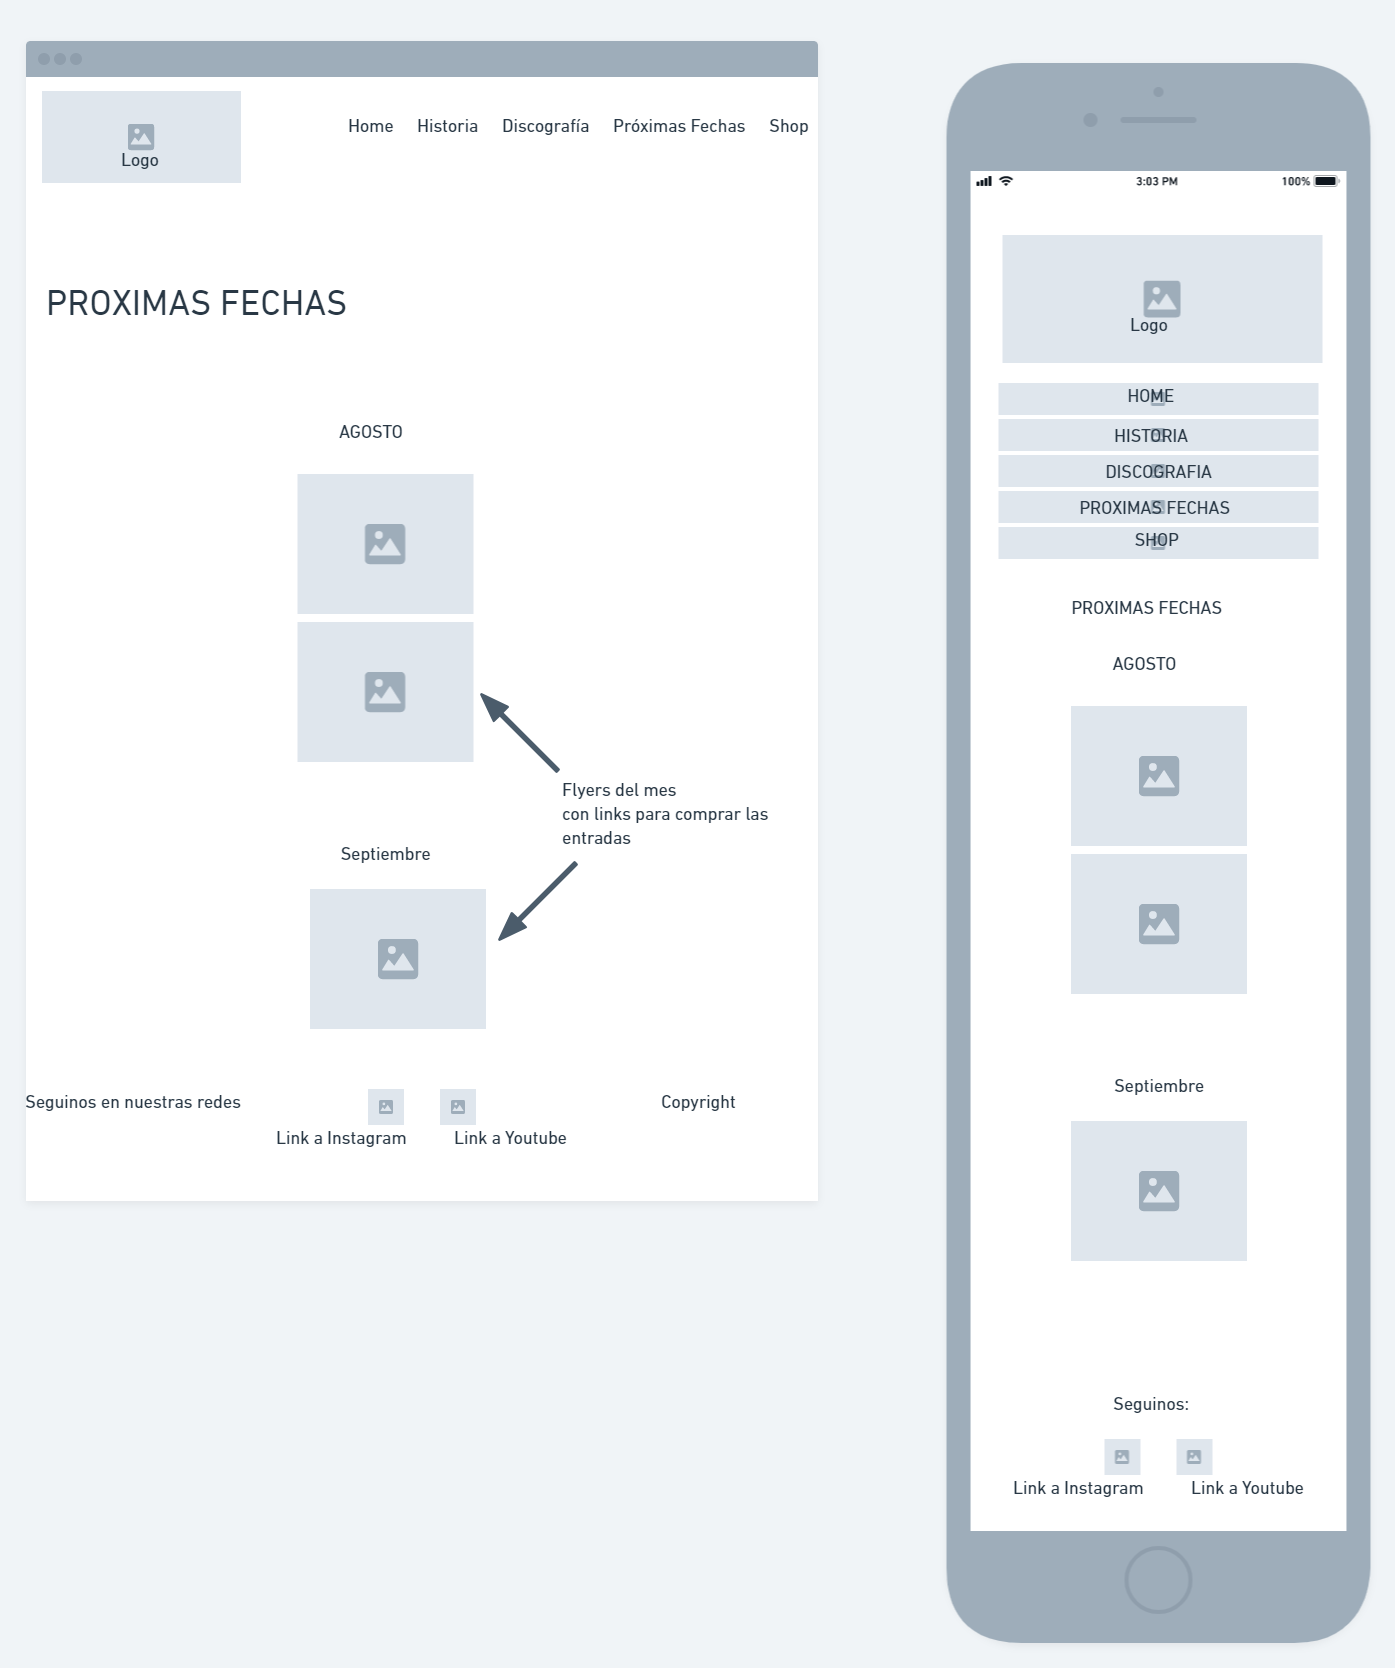 Logo
Home Historia Discografía Próximas Fechas Shop
PROXIMAS FECHAS
AGOSTO
Flyers del mes
con links para comprar las
entradas
Septiembre
Seguinos en nuestras redes
Link a Instagram
Link a Youtube
Copyright
3:03 PM
100%
Logo
HOME
HISTORIA
DISCOGRAFIA
PROXIMAS FECHAS
SHOP
PROXIMAS FECHAS
AGOSTO
Septiembre
Seguinos:
Link a Instagram
Link a Youtube